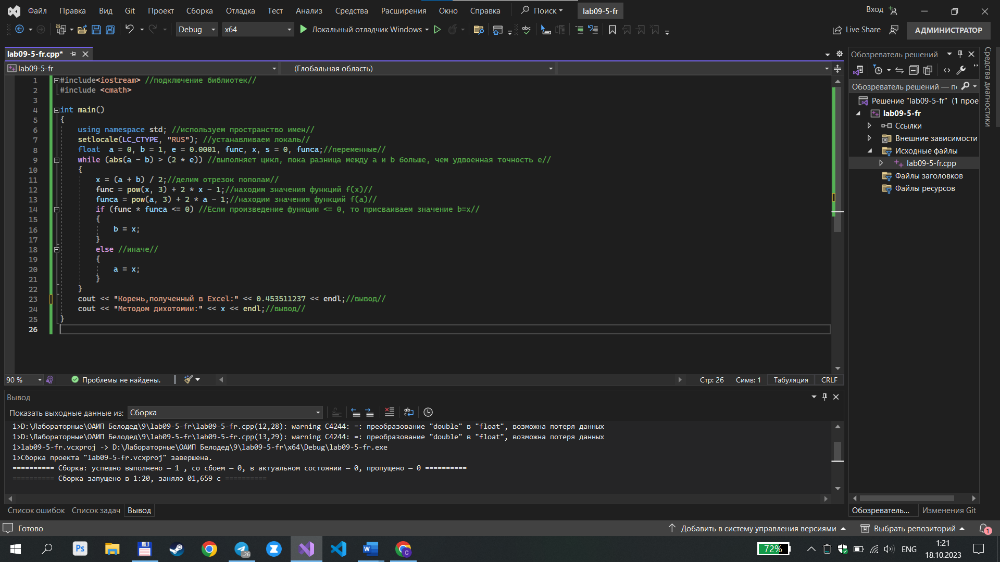 Файл Правка Вид Git Проект Сборка Отладка Тест Анализ Средства Расширения Окно Справка Поиск lab09-5-fr Вход
Debug x64 Локальный отладчик Windows Live Share АДМИНИСТРАТОР
lab09-5-fr.cpp*
lab09-5-fr (Глобальная область)
1 #include<iostream> //подключение библиотек//
2 #include <cmath>
3
4 int main()
5 {
6 using namespace std; //используем пространство имен//
7 setlocale(LC_CTYPE, "RUS"); //устанавливаем локаль//
8 float  a = 0, b = 1, e = 0.0001, func, x, s = 0, funca;//переменные//
9 while (abs(a - b) > (2 * e)) //выполняет цикл, пока разница между a и b больше, чем удвоенная точность e//
10 {
11 x = (a + b) / 2;//делим отрезок пополам//
12 func = pow(x, 3) + 2 * x - 1;//находим значения функций f(x)//
13 funca = pow(a, 3) + 2 * a - 1;//находим значения функций f(a)//
14 if (func * funca <= 0) //Если произведение функции <= 0, то присваиваем значение b=x//
15 {
16 b = x;
17 }
18 else //иначе//
19 {
20 a = x;
21 }
22 }
23 cout << "Корень,полученный в Excel:" << 0.453511237 << endl;//вывод//
24 cout << "Методом дихотомии:" << x << endl;//вывод//
25 }
26
90 % Проблемы не найдены. Стр: 26 Симв: 1 Табуляция CRLF
Вывод
Показать выходные данные из: Сборка
1>D:\Лабораторные\ОАИП Белодед\9\lab09-5-fr\lab09-5-fr.cpp(12,28): warning C4244: =: преобразование "double" в "float", возможна потеря данных
1>D:\Лабораторные\ОАИП Белодед\9\lab09-5-fr\lab09-5-fr.cpp(13,29): warning C4244: =: преобразование "double" в "float", возможна потеря данных
1>lab09-5-fr.vcxproj -> D:\Лабораторные\ОАИП Белодед\9\lab09-5-fr\x64\Debug\lab09-5-fr.exe
1>Сборка проекта "lab09-5-fr.vcxproj" завершена.
========== Сборка: успешно выполнено — 1 , со сбоем — 0, в актуальном состоянии — 0, пропущено — 0 ==========
========== Сборка запущено в 1:20, заняло 01,659 с ==========
Список ошибок Список задач Вывод
Обозреватель решений
Обозреватель решений — по
Решение "lab09-5-fr" (1 прое
lab09-5-fr
Ссылки
Внешние зависимости
Исходные файлы
lab09-5-fr.cpp
Файлы заголовков
Файлы ресурсов
Обозреватель... Изменения Git
Средства диагностики
Готово Добавить в систему управления версиями Выбрать репозиторий 1
Ps ..26 72% ENG 1:21
18.10.2023